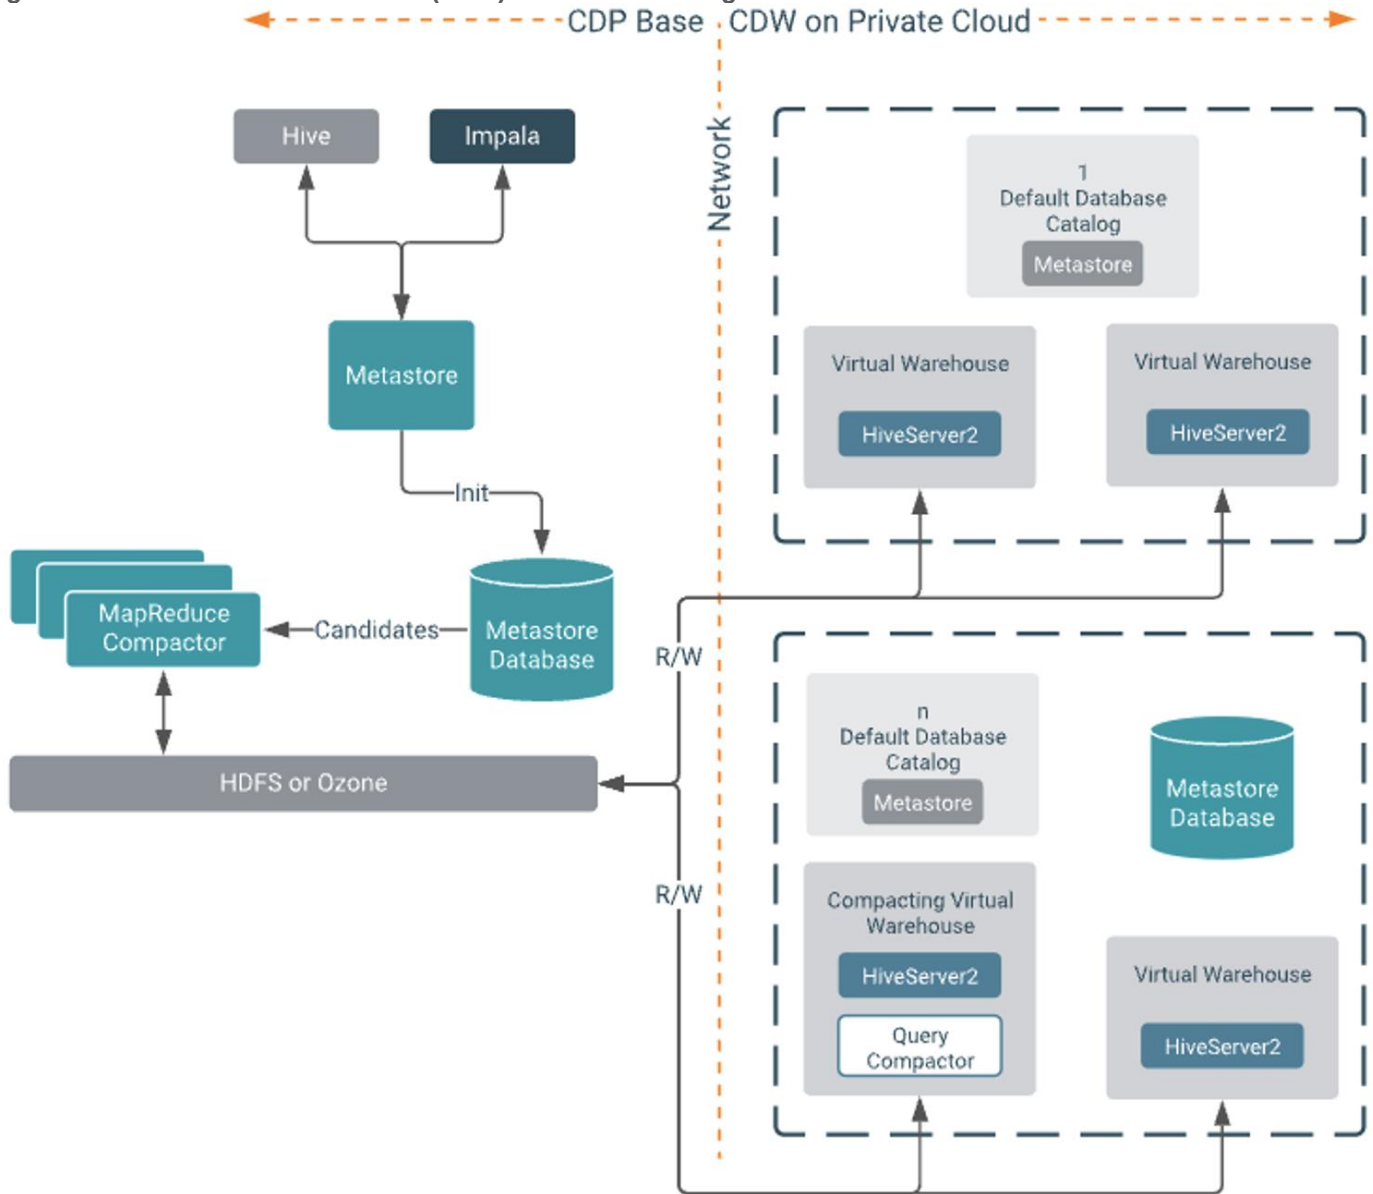 CDP Base
CDW on Private Cloud
Network
Hive
Impala
Metastore
Init
MapReduce
Compactor
Candidates
Metastore
Database
HDFS or Ozone
R/W
R/W
1
Default Database
Catalog
Metastore
Virtual Warehouse
HiveServer2
Virtual Warehouse
HiveServer2
n
Default Database
Catalog
Metastore
Metastore
Database
Compacting Virtual
Warehouse
HiveServer2
Query
Compactor
Virtual Warehouse
HiveServer2